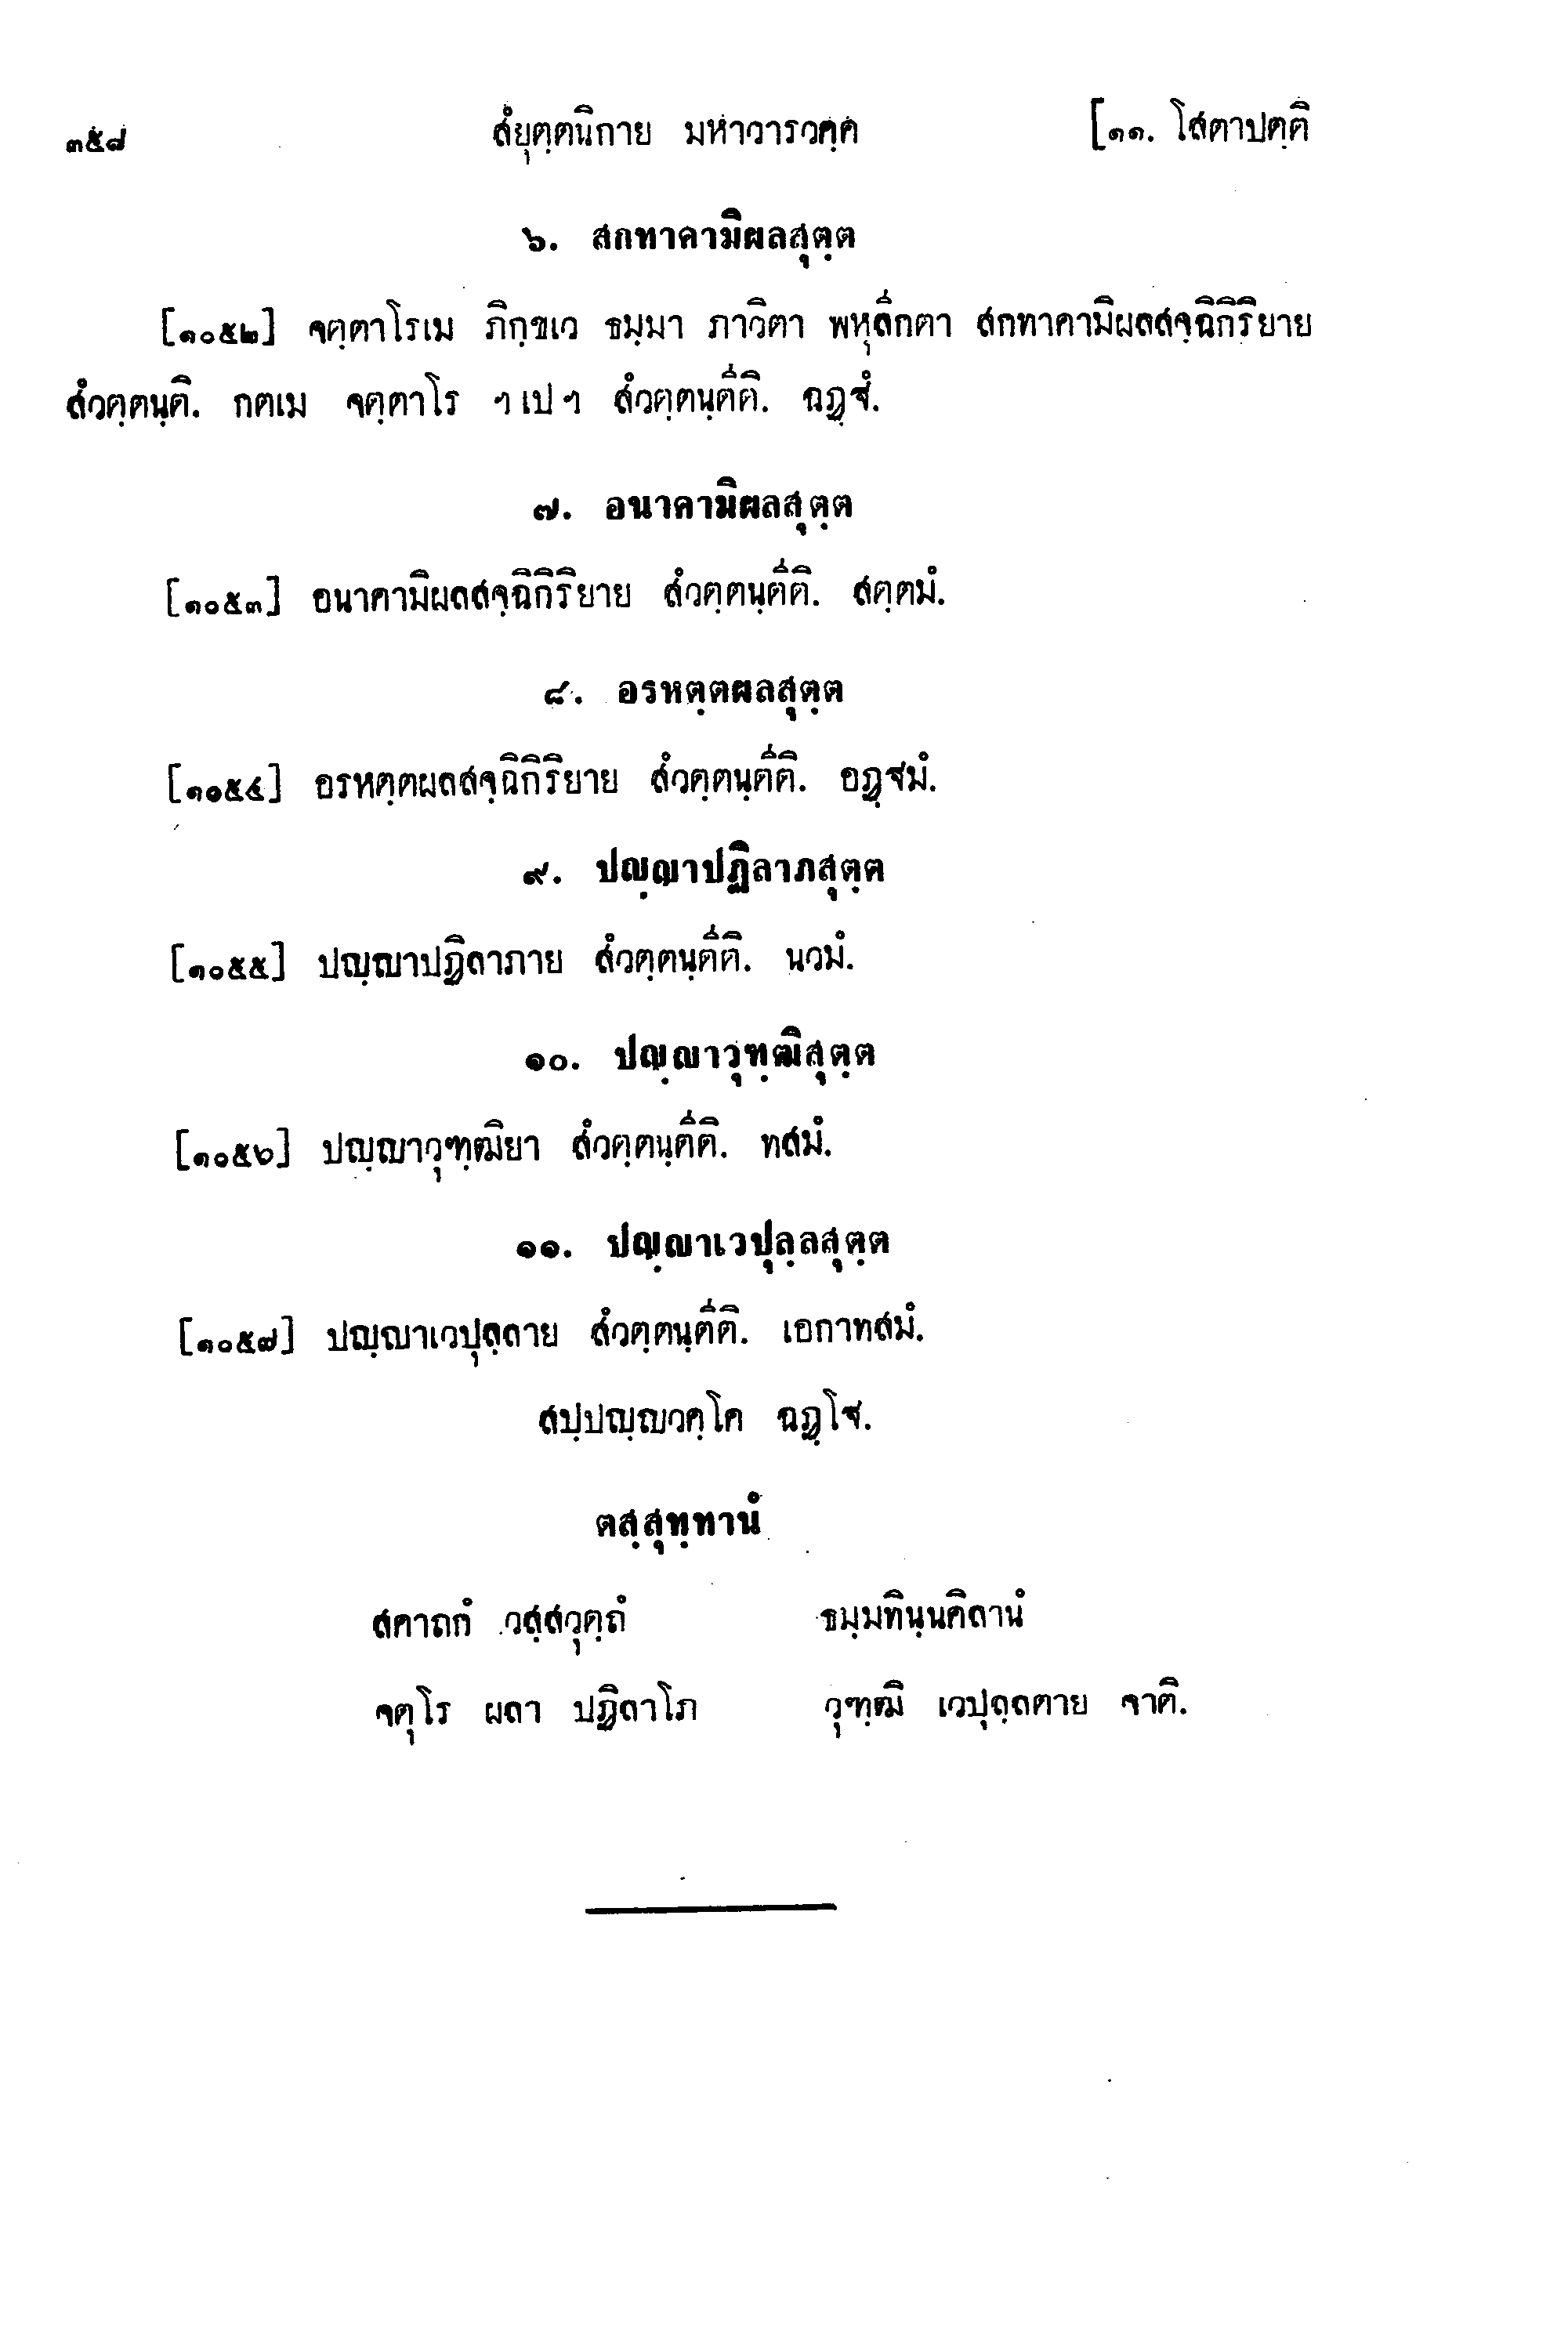 ๓๕๘ สํยุตฺตนิกาย มหาวารวคฺค [๑๑. โสตาปตฺติ
๖. สกทาคามิผลสุตฺต
[๑๐๕๒] จตฺตาโรเม ภิกฺขเว ธมฺมา ภาวิตา พหุลีกตา สกทาคามิผลสจฺฉิกิริยาย
สํวตฺตนฺติ. กตเม จตฺตาโร ฯเปฯ สํวตฺตนฺตีติ. ฉฏฺฐํ.
๗. อนาคามิผลสุตฺต
[๑๐๕๓] อนาคามิผลสจฺฉิกิริยาย สํวตฺตนฺตีติ. สตฺตมํ.
๘. อรหตฺตผลสุตฺต
[๑๐๕๔] อรหตฺตผลสจฺฉิกิริยาย สํวตฺตนฺตีติ. อฏฺฐมํ.
๙. ปญฺญาปฏิลาภสุตฺต
[๑๐๕๕] ปญฺญาปฏิลาภาย สํวตฺตนฺตีติ. นวมํ.
๑๐. ปญฺญาวุฑฺฒิสุตฺต
[๑๐๕๖] ปญฺญาวุฑฺฒิยา สํวตฺตนฺตีติ. ทสมํ.
๑๑. ปญฺญาเวปุลฺลสุตฺต
[๑๐๕๗] ปญฺญาเวปุลฺลาย สํวตฺตนฺตีติ. เอกาทสมํ.
สปฺปญฺญวคฺโค ฉฏฺโฐ.
ตสฺสุทฺทานํ
สคาถกํ วสฺสวุตฺถํ ธมฺมทินฺนคิลานํ
จตุโร ผลา ปฏิลาโภ วุฑฺฒิ เวปุลฺลตาย จาติ.